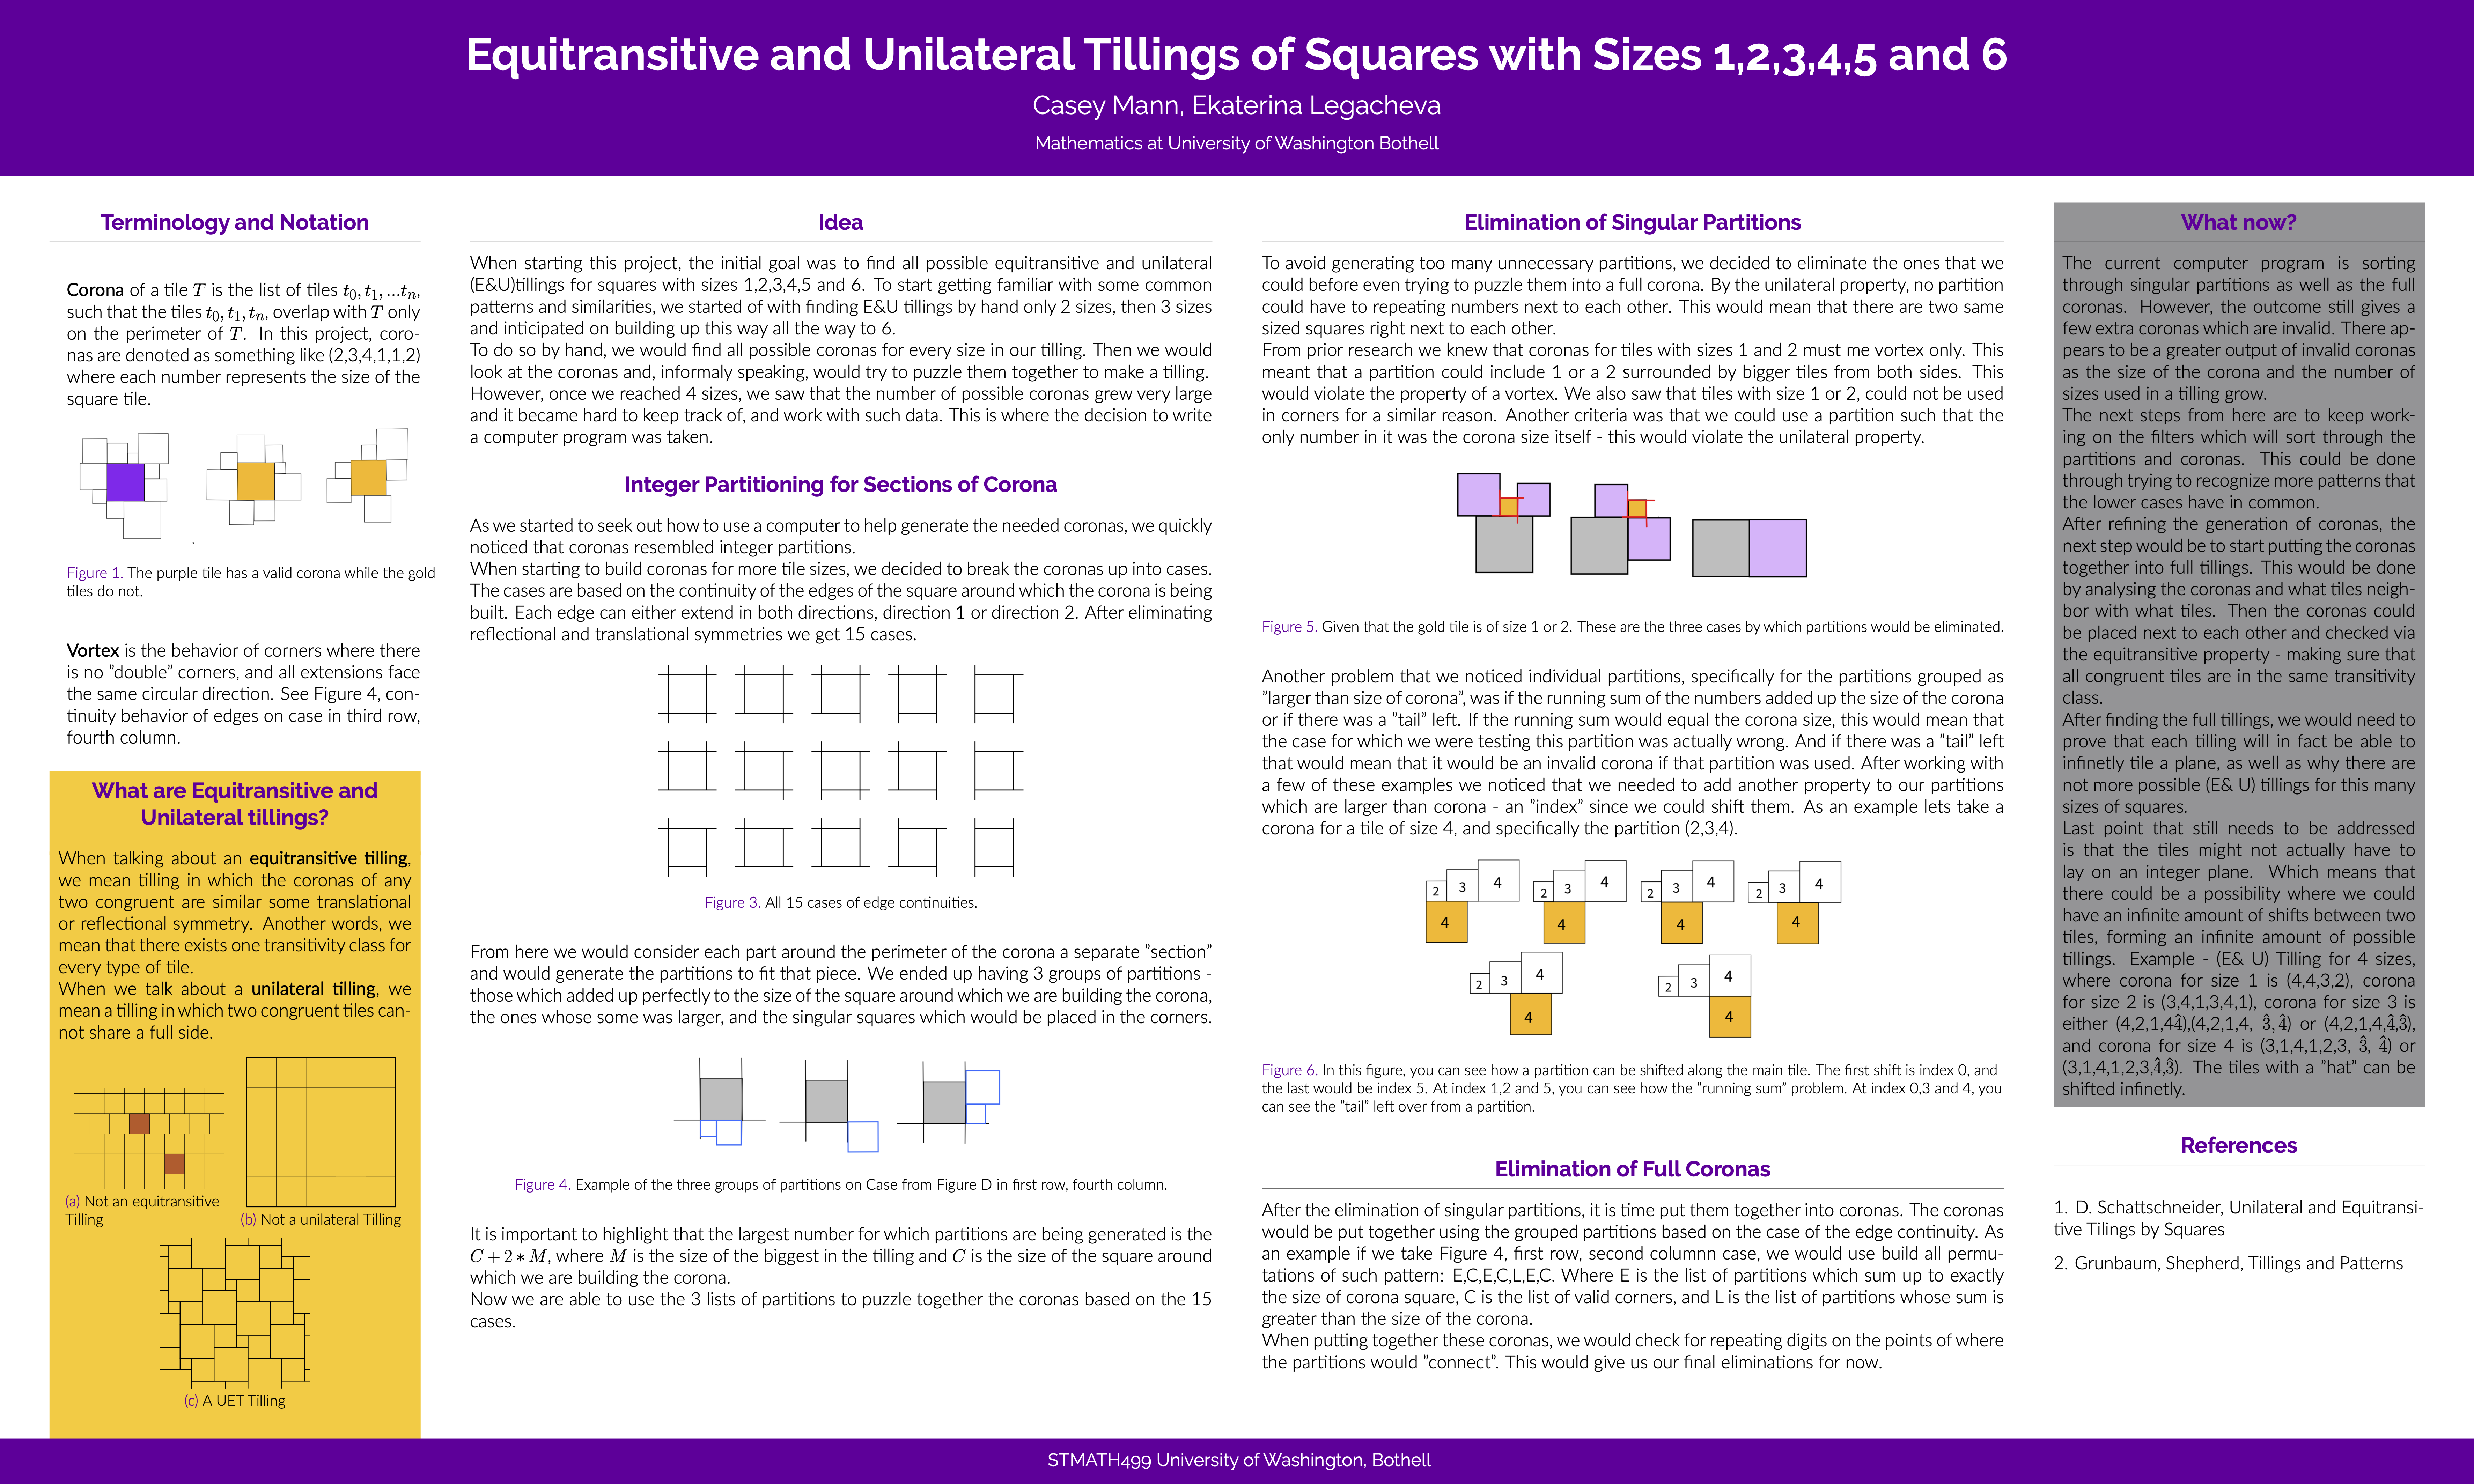 Equitransitive and Unilateral Tillings of Squares with Sizes 1,2,3,4,5 and 6
Casey Mann, Ekaterina Legacheva
Mathematics at University of Washington Bothell
Terminology and Notation
Corona of a tile T is the list of tiles t₀, t₁, ...tₙ,
such that the tiles t₀, t₁, tₙ, overlap with T only
on the perimeter of T. In this project, coro-
nas are denoted as something like (2,3,4,1,1,2)
where each number represents the size of the
square tile.
Figure 1. The purple tile has a valid corona while the gold
tiles do not.
Vortex is the behavior of corners where there
is no ”double” corners, and all extensions face
the same circular direction. See Figure 4, con-
tinuity behavior of edges on case in third row,
fourth column.
What are Equitransitive and
Unilateral tillings?
When talking about an equitransitive tilling,
we mean tilling in which the coronas of any
two congruent are similar some translational
or reflectional symmetry. Another words, we
mean that there exists one transitivity class for
every type of tile.
When we talk about a unilateral tilling, we
mean a tilling in which two congruent tiles can-
not share a full side.
(a) Not an equitransitive
Tilling
(b) Not a unilateral Tilling
(c) A UET Tilling
Idea
When starting this project, the initial goal was to find all possible equitransitive and unilateral
(E&U)tillings for squares with sizes 1,2,3,4,5 and 6. To start getting familiar with some common
patterns and similarities, we started of with finding E&U tillings by hand only 2 sizes, then 3 sizes
and inticipated on building up this way all the way to 6.
To do so by hand, we would find all possible coronas for every size in our tilling. Then we would
look at the coronas and, informaly speaking, would try to puzzle them together to make a tilling.
However, once we reached 4 sizes, we saw that the number of possible coronas grew very large
and it became hard to keep track of, and work with such data. This is where the decision to write
a computer program was taken.
Integer Partitioning for Sections of Corona
As we started to seek out how to use a computer to help generate the needed coronas, we quickly
noticed that coronas resembled integer partitions.
When starting to build coronas for more tile sizes, we decided to break the coronas up into cases.
The cases are based on the continuity of the edges of the square around which the corona is being
built. Each edge can either extend in both directions, direction 1 or direction 2. After eliminating
reflectional and translational symmetries we get 15 cases.
Figure 3. All 15 cases of edge continuities.
From here we would consider each part around the perimeter of the corona a separate ”section”
and would generate the partitions to fit that piece. We ended up having 3 groups of partitions -
those which added up perfectly to the size of the square around which we are building the corona,
the ones whose some was larger, and the singular squares which would be placed in the corners.
Figure 4. Example of the three groups of partitions on Case from Figure D in first row, fourth column.
It is important to highlight that the largest number for which partitions are being generated is the
C + 2 ∗ M, where M is the size of the biggest in the tilling and C is the size of the square around
which we are building the corona.
Now we are able to use the 3 lists of partitions to puzzle together the coronas based on the 15
cases.
Elimination of Singular Partitions
To avoid generating too many unnecessary partitions, we decided to eliminate the ones that we
could before even trying to puzzle them into a full corona. By the unilateral property, no partition
could have to repeating numbers next to each other. This would mean that there are two same
sized squares right next to each other.
From prior research we knew that coronas for tiles with sizes 1 and 2 must me vortex only. This
meant that a partition could include 1 or a 2 surrounded by bigger tiles from both sides. This
would violate the property of a vortex. We also saw that tiles with size 1 or 2, could not be used
in corners for a similar reason. Another criteria was that we could use a partition such that the
only number in it was the corona size itself - this would violate the unilateral property.
Figure 5. Given that the gold tile is of size 1 or 2. These are the three cases by which partitions would be eliminated.
Another problem that we noticed individual partitions, specifically for the partitions grouped as
”larger than size of corona”, was if the running sum of the numbers added up the size of the corona
or if there was a ”tail” left. If the running sum would equal the corona size, this would mean that
the case for which we were testing this partition was actually wrong. And if there was a ”tail” left
that would mean that it would be an invalid corona if that partition was used. After working with
a few of these examples we noticed that we needed to add another property to our partitions
which are larger than corona - an ”index” since we could shift them. As an example lets take a
corona for a tile of size 4, and specifically the partition (2,3,4).
2 3 4 2 3 4 2 3 4 2 3 4
4 4 4 4
2 3 4 2 3 4
4 4
Figure 6. In this figure, you can see how a partition can be shifted along the main tile. The first shift is index 0, and
the last would be index 5. At index 1,2 and 5, you can see how the ”running sum” problem. At index 0,3 and 4, you
can see the ”tail” left over from a partition.
Elimination of Full Coronas
After the elimination of singular partitions, it is time put them together into coronas. The coronas
would be put together using the grouped partitions based on the case of the edge continuity. As
an example if we take Figure 4, first row, second columnn case, we would use build all permu-
tations of such pattern: E,C,E,C,L,E,C. Where E is the list of partitions which sum up to exactly
the size of corona square, C is the list of valid corners, and L is the list of partitions whose sum is
greater than the size of the corona.
When putting together these coronas, we would check for repeating digits on the points of where
the partitions would ”connect”. This would give us our final eliminations for now.
What now?
The current computer program is sorting
through singular partitions as well as the full
coronas. However, the outcome still gives a
few extra coronas which are invalid. There ap-
pears to be a greater output of invalid coronas
as the size of the corona and the number of
sizes used in a tilling grow.
The next steps from here are to keep work-
ing on the filters which will sort through the
partitions and coronas. This could be done
through trying to recognize more patterns that
the lower cases have in common.
After refining the generation of coronas, the
next step would be to start putting the coronas
together into full tillings. This would be done
by analysing the coronas and what tiles neigh-
bor with what tiles. Then the coronas could
be placed next to each other and checked via
the equitransitive property - making sure that
all congruent tiles are in the same transitivity
class.
After finding the full tillings, we would need to
prove that each tilling will in fact be able to
infinetly tile a plane, as well as why there are
not more possible (E& U) tillings for this many
sizes of squares.
Last point that still needs to be addressed
is that the tiles might not actually have to
lay on an integer plane. Which means that
there could be a possibility where we could
have an infinite amount of shifts between two
tiles, forming an infinite amount of possible
tillings. Example - (E& U) Tilling for 4 sizes,
where corona for size 1 is (4,4,3,2), corona
for size 2 is (3,4,1,3,4,1), corona for size 3 is
either (4,2,1,44̂),(4,2,1,4, 3̂,4̂) or (4,2,1,4,4̂,3̂),
and corona for size 4 is (3,1,4,1,2,3, 3̂, 4̂) or
(3,1,4,1,2,3,4̂,3̂). The tiles with a ”hat” can be
shifted infinetly.
References
1. D. Schattschneider, Unilateral and Equitransi-
tive Tilings by Squares
2. Grunbaum, Shepherd, Tillings and Patterns
STMATH499 University of Washington, Bothell